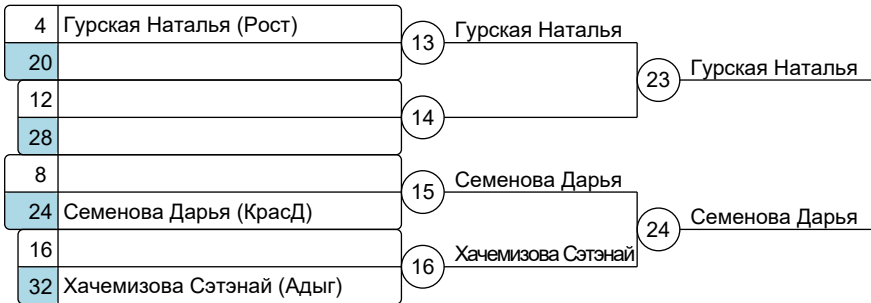 4 Гурская Наталья (Рост)
20
13 Гурская Наталья
23 Гурская Наталья
12
28
14
8
24 Семенова Дарья (КрасД)
15 Семенова Дарья
24 Семенова Дарья
16
32 Хачемизова Сэтэнай (Адыг)
16 Хачемизова Сэтэнай